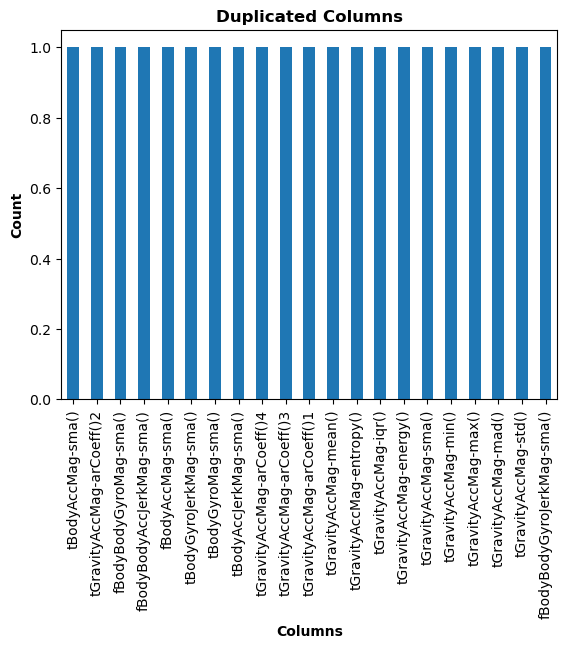 Duplicated Columns
1.0
0.8
0.6
0.4
0.2
0.0
Count
tBodyAccMag-sma()
tGravityAccMag-arCoeff()2
fBodyBodyGyroMag-sma()
fBodyBodyAccJerkMag-sma()
fBodyAccMag-sma()
tBodyGyroJerkMag-sma()
tBodyGyroMag-sma()
tBodyAccJerkMag-sma()
tGravityAccMag-arCoeff()4
tGravityAccMag-arCoeff()3
tGravityAccMag-arCoeff()1
tGravityAccMag-mean()
tGravityAccMag-entropy()
tGravityAccMag-iqr()
tGravityAccMag-energy()
tGravityAccMag-sma()
tGravityAccMag-min()
tGravityAccMag-max()
tGravityAccMag-mad()
tGravityAccMag-std()
fBodyBodyGyroJerkMag-sma()
Columns